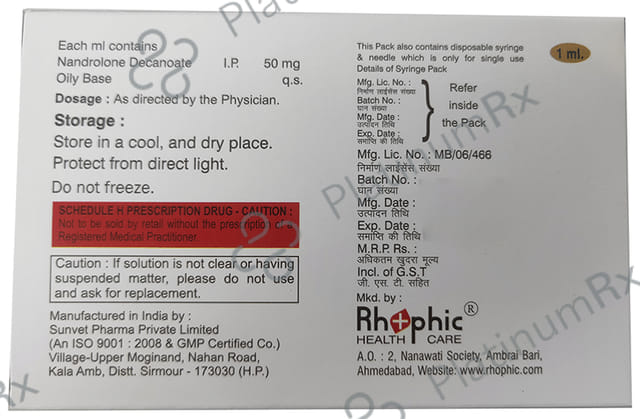 Each ml contains
Nandrolone Decanoate I.P. 50 mg
Oily Base q.s.
Dosage : As directed by the Physician.
Storage :
Store in a cool, and dry place.
Protect from direct light.
Do not freeze.
SCHEDULE H PRESCRIPTION DRUG - CAUTION :
Not to be sold by retail without the prescription of a
Registered Medical Practitioner.
Caution : If solution is not clear or having
suspended matter, please do not use
and ask for replacement.
Manufactured in India by :
Sunvet Pharma Private Limited
(An ISO 9001 : 2008 & GMP Certified Co.)
Village-Upper Moginand, Nahan Road,
Kala Amb, Distt. Sirmour - 173030 (H.P.)
This Pack also contains disposable syringe
& needle which is only for single use
Details of Syringe Pack
1 ml.
Mfg. Lic. No. :
निर्माण लाईसेंस संख्या
Batch No. :
घान संख्या
Mfg. Date :
उत्पादन तिथि
Exp. Date :
समाप्ति की तिथि
Refer
inside
the Pack
Mfg. Lic. No. : MB/06/466
निर्माण लाईसेंस संख्या
Batch No. :
घान संख्या
Mfg. Date :
उत्पादन तिथि
Exp. Date :
समाप्ति की तिथि
M.R.P. Rs. :
अधिकतम खुदरा मूल्य
Incl. of G.S.T
जी. एस. टी. सहित
Mkd. by :
Rhophic®
HEALTH CARE
A.O. : 2, Nanawati Society, Ambrai Bari,
Ahmedabad, Website: www.rhophic.com
PlatinumRx
PlatinumRx
PlatinumRx